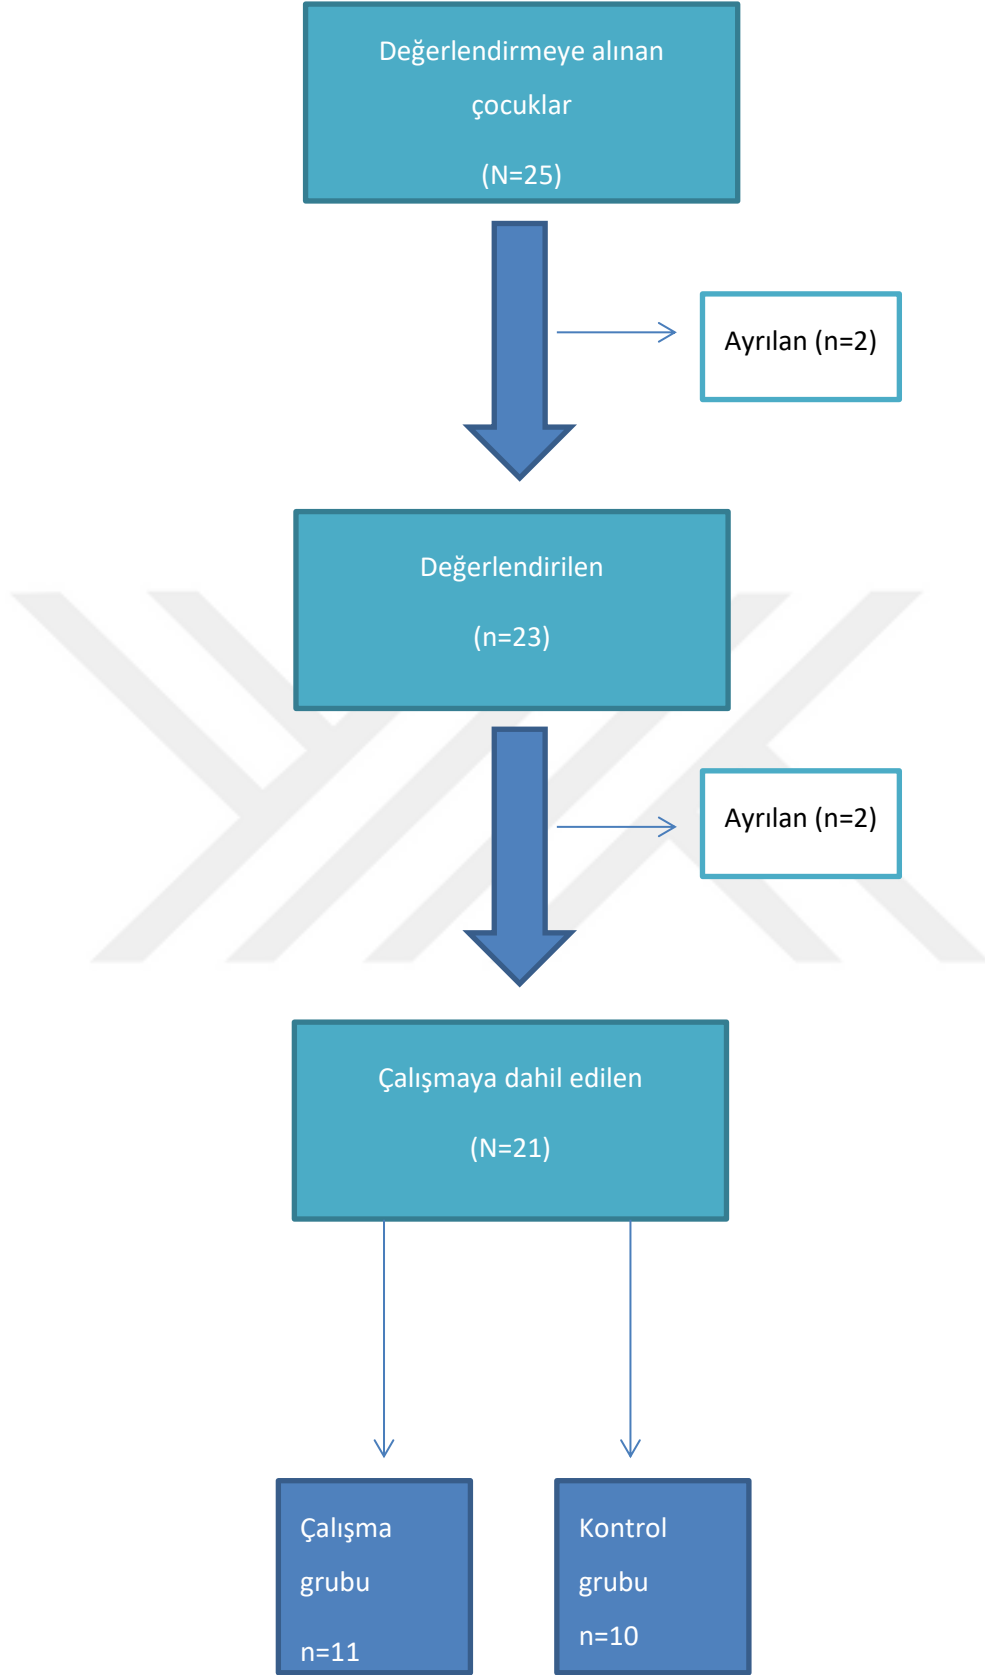 Değerlendirmeye alınan
çocuklar
(N=25)
Ayrılan (n=2)
Değerlendirilen
(n=23)
Ayrılan (n=2)
Çalışmaya dahil edilen
(N=21)
Çalışma
grubu
n=11
Kontrol
grubu
n=10